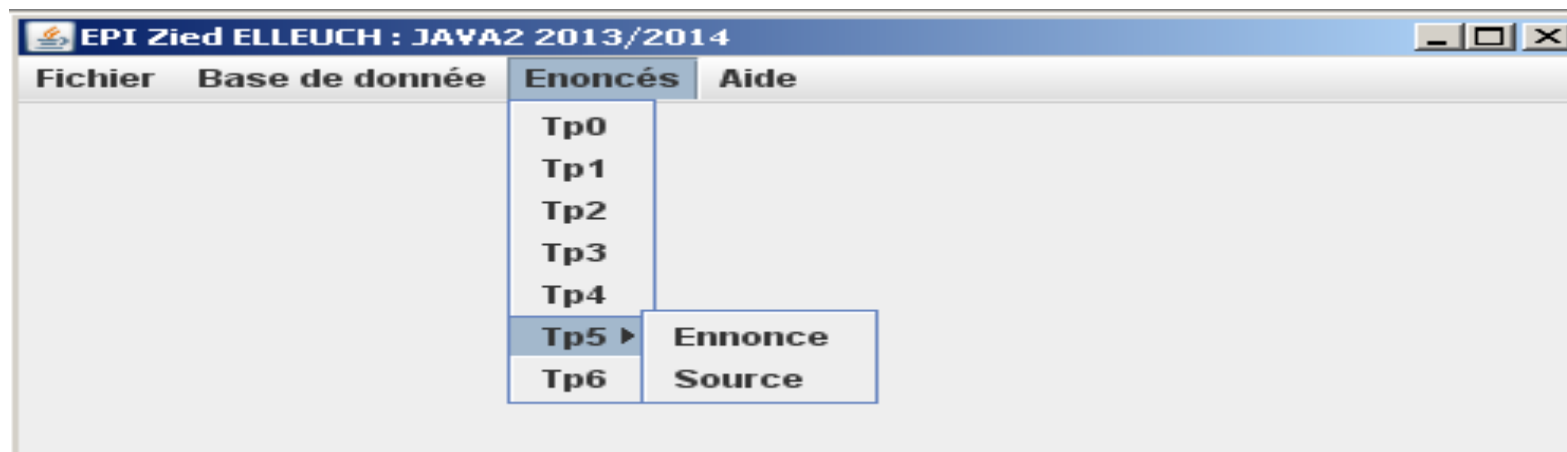 EPI Zied ELLEUCH : JAVA2 2013/2014
Fichier Base de donnée Enoncés Aide
Tp0
Tp1
Tp2
Tp3
Tp4
Tp5 Ennonce
Tp6 Source